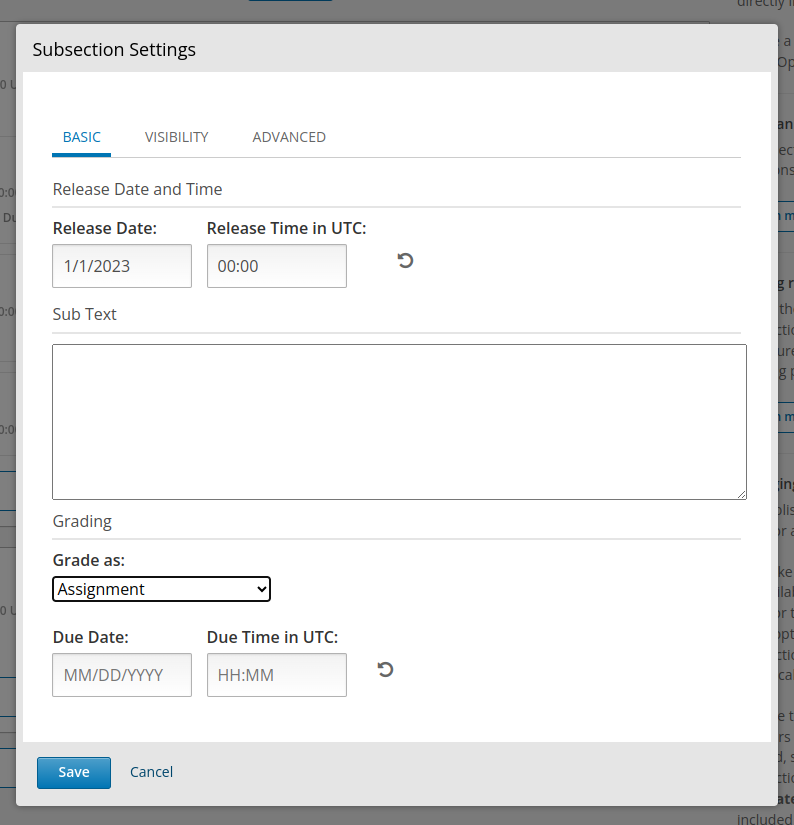 Subsection Settings
BASIC VISIBILITY ADVANCED
Release Date and Time
Release Date: Release Time in UTC:
1/1/2023 00:00
Sub Text
Grading
Grade as:
Assignment
Due Date: Due Time in UTC:
MM/DD/YYYY HH:MM
Save Cancel
directly
included